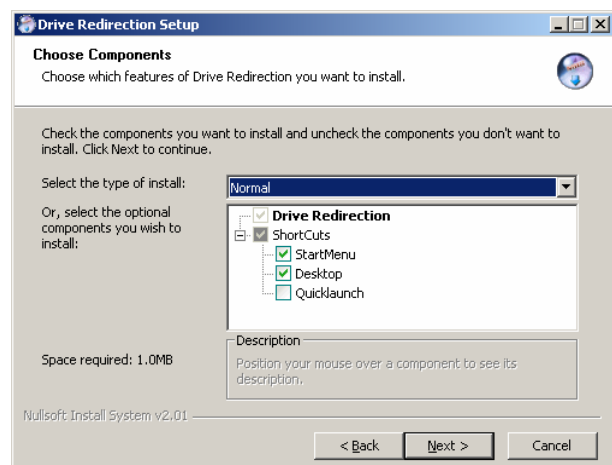 Drive Redirection Setup
Choose Components
Choose which features of Drive Redirection you want to install.
Check the components you want to install and uncheck the components you don't want to
install. Click Next to continue.
Select the type of install:
Normal
Or, select the optional
components you wish to
install:
Drive Redirection
ShortCuts
StartMenu
Desktop
Quicklaunch
Space required: 1.0MB
Description
Position your mouse over a component to see its
description.
Nullsoft Install System v2.01
< Back
Next >
Cancel